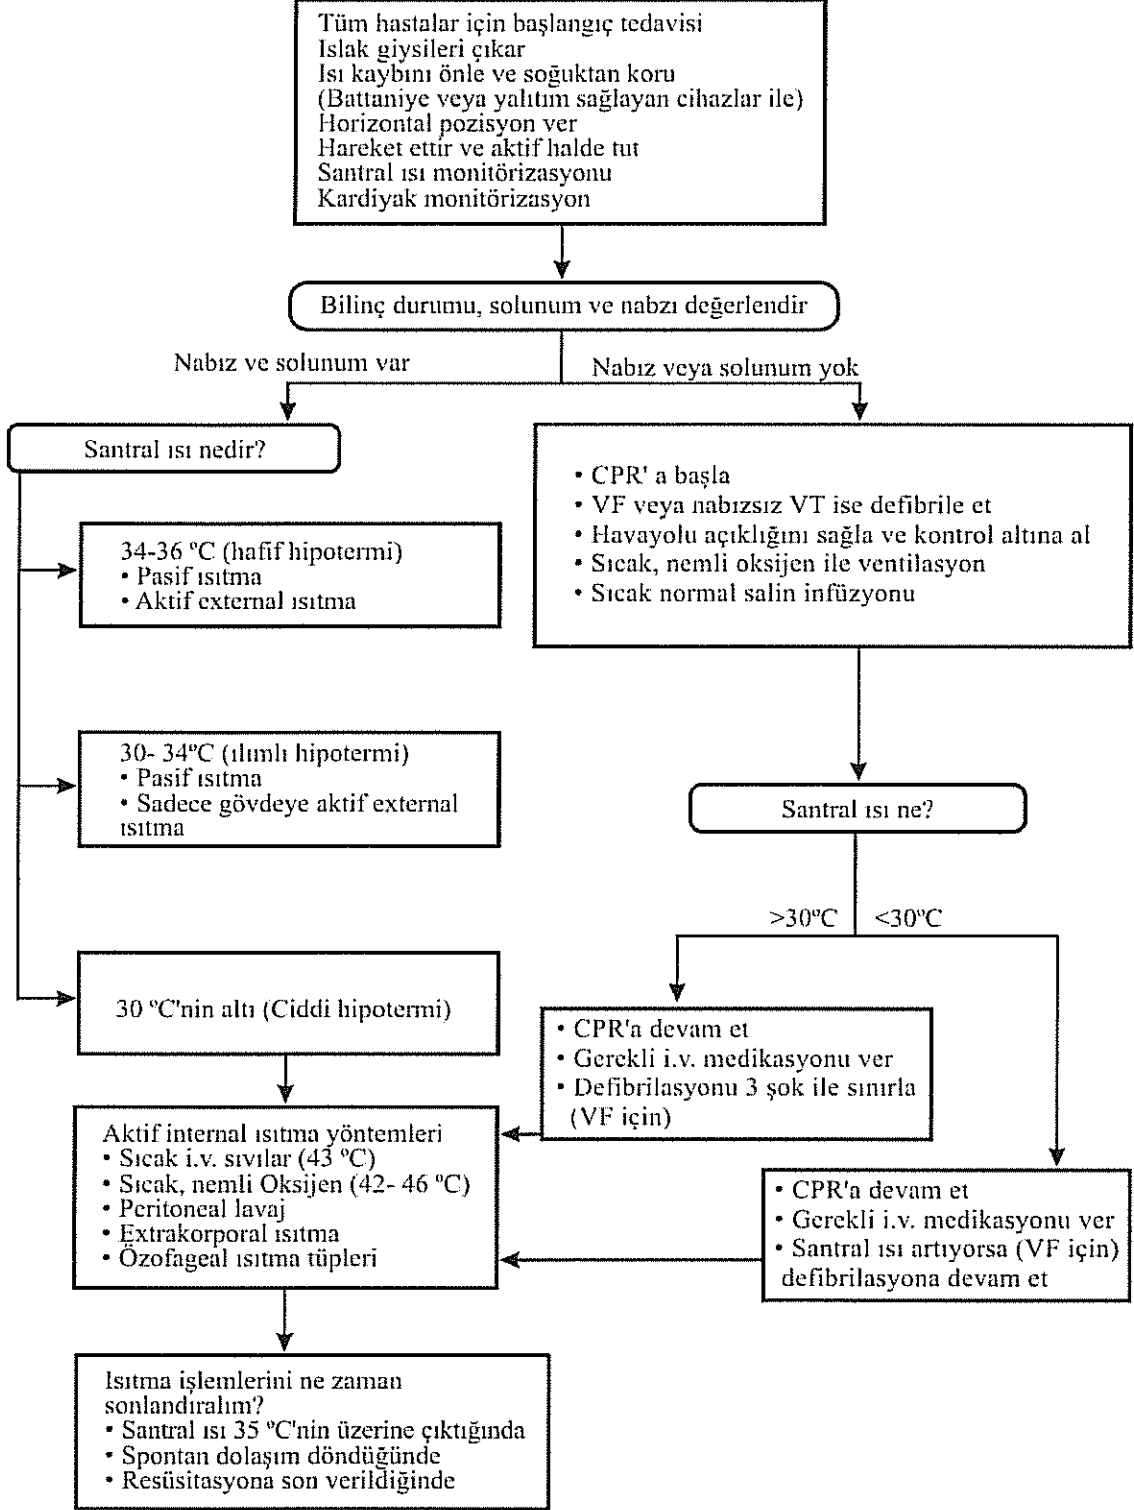 Tüm hastalar için başlangıç tedavisi
Islak giysileri çıkar
Isı kaybını önle ve soğuktan koru
(Battaniye veya yalıtım sağlayan cihazlar ile)
Horizontal pozisyon ver
Hareket ettir ve aktif halde tut
Santral ısı monitörizasyonu
Kardiyak monitörizasyon
Bilinç durumu, solunum ve nabzı değerlendir
Nabız ve solunum var
Nabız veya solunum yok
Santral ısı nedir?
34-36 ºC (hafif hipotermi)
• Pasif ısıtma
• Aktif external ısıtma
30- 34ºC (ılımlı hipotermi)
• Pasif ısıtma
• Sadece gövdeye aktif external
ısıtma
30 ºC'nin altı (Ciddi hipotermi)
• CPR' a başla
• VF veya nabızsız VT ise defibrile et
• Havayolu açıklığını sağla ve kontrol altına al
• Sıcak, nemli oksijen ile ventilasyon
• Sıcak normal salin infüzyonu
Santral ısı ne?
>30ºC
<30ºC
• CPR'a devam et
• Gerekli i.v. medikasyonu ver
• Defibrilasyonu 3 şok ile sınırla
(VF için)
• CPR'a devam et
• Gerekli i.v. medikasyonu ver
• Santral ısı artıyorsa (VF için)
defibrilasyona devam et
Aktif internal ısıtma yöntemleri
• Sıcak i.v. sıvılar (43 ºC)
• Sıcak, nemli Oksijen (42- 46 ºC)
• Peritoneal lavaj
• Extrakorporal ısıtma
• Özofageal ısıtma tüpleri
Isıtma işlemlerini ne zaman
sonlandıralım?
• Santral ısı 35 ºC'nin üzerine çıktığında
• Spontan dolaşım döndüğünde
• Resüsitasyona son verildiğinde